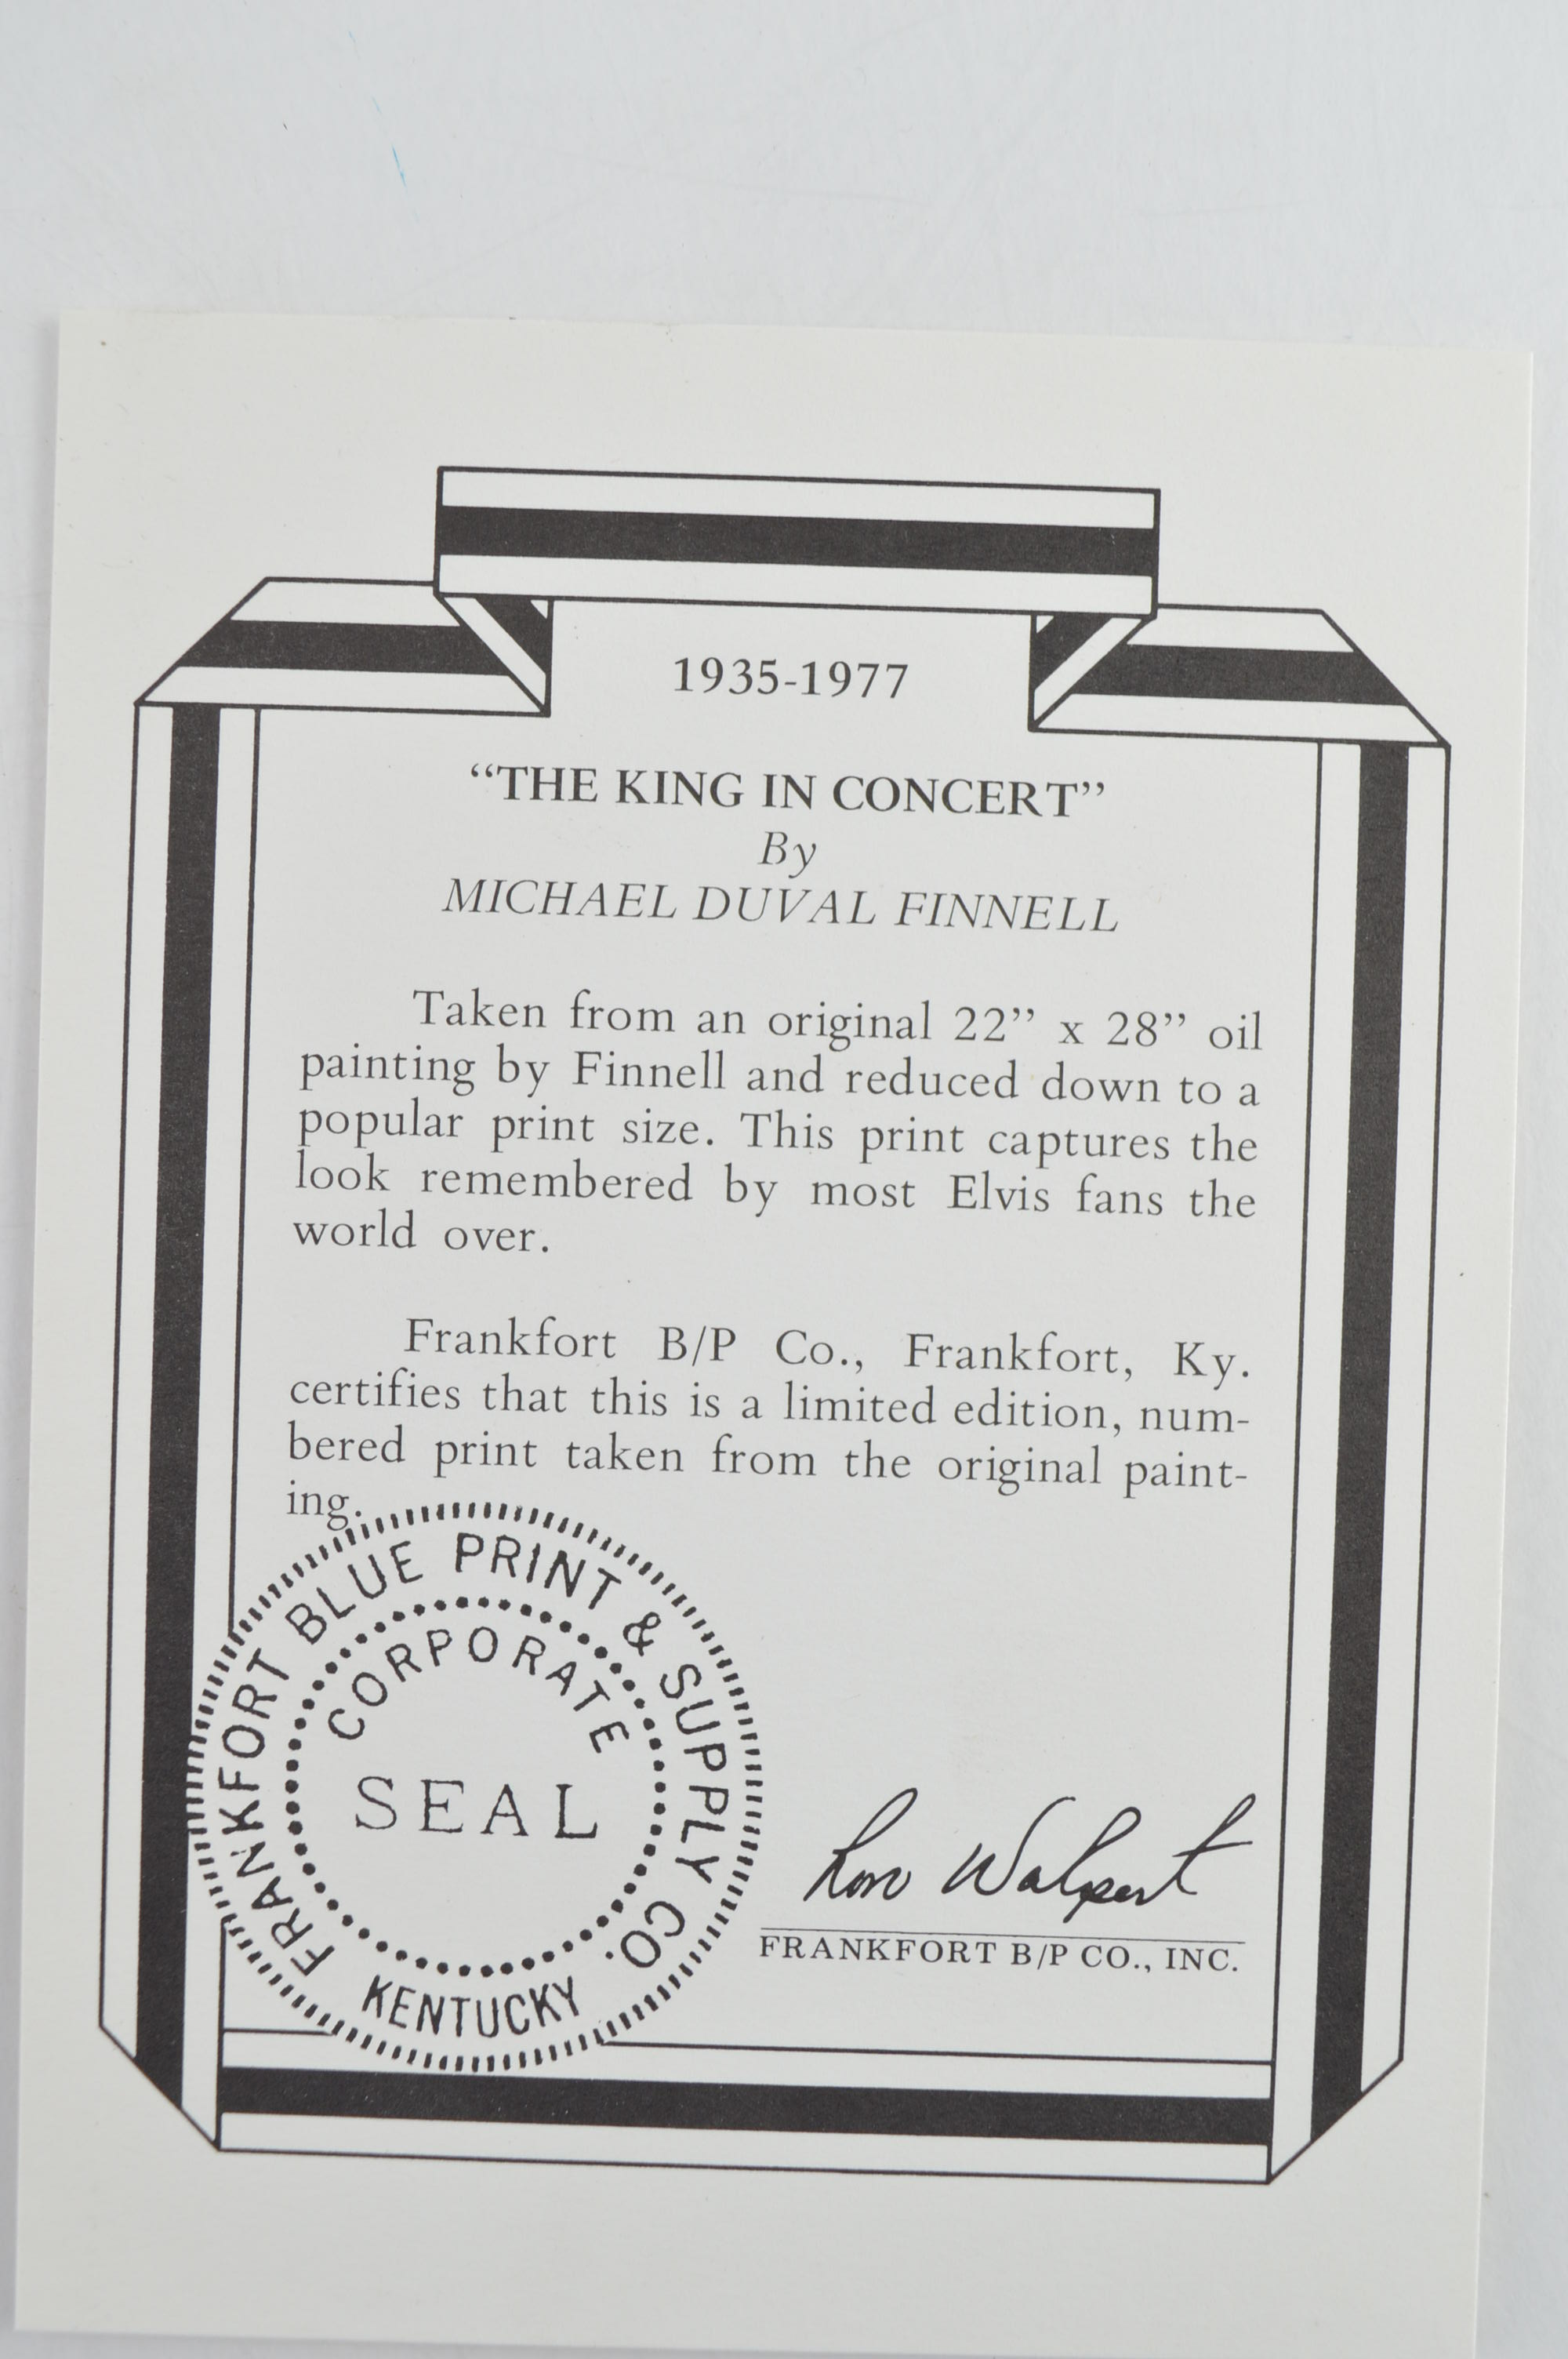 1935-1977
“THE KING IN CONCERT”
By
MICHAEL DUVAL FINNELL
Taken from an original 22” x 28” oil
painting by Finnell and reduced down to a
popular print size. This print captures the
look remembered by most Elvis fans the
world over.
Frankfort B/P Co., Frankfort, Ky.
certifies that this is a limited edition, num-
bered print taken from the original paint-
ing.
FRANKFORT BLUE PRINT & SUPPLY CO.
KENTUCKY
CORPORATE
SEAL
FRANKFORT B/P CO., INC.